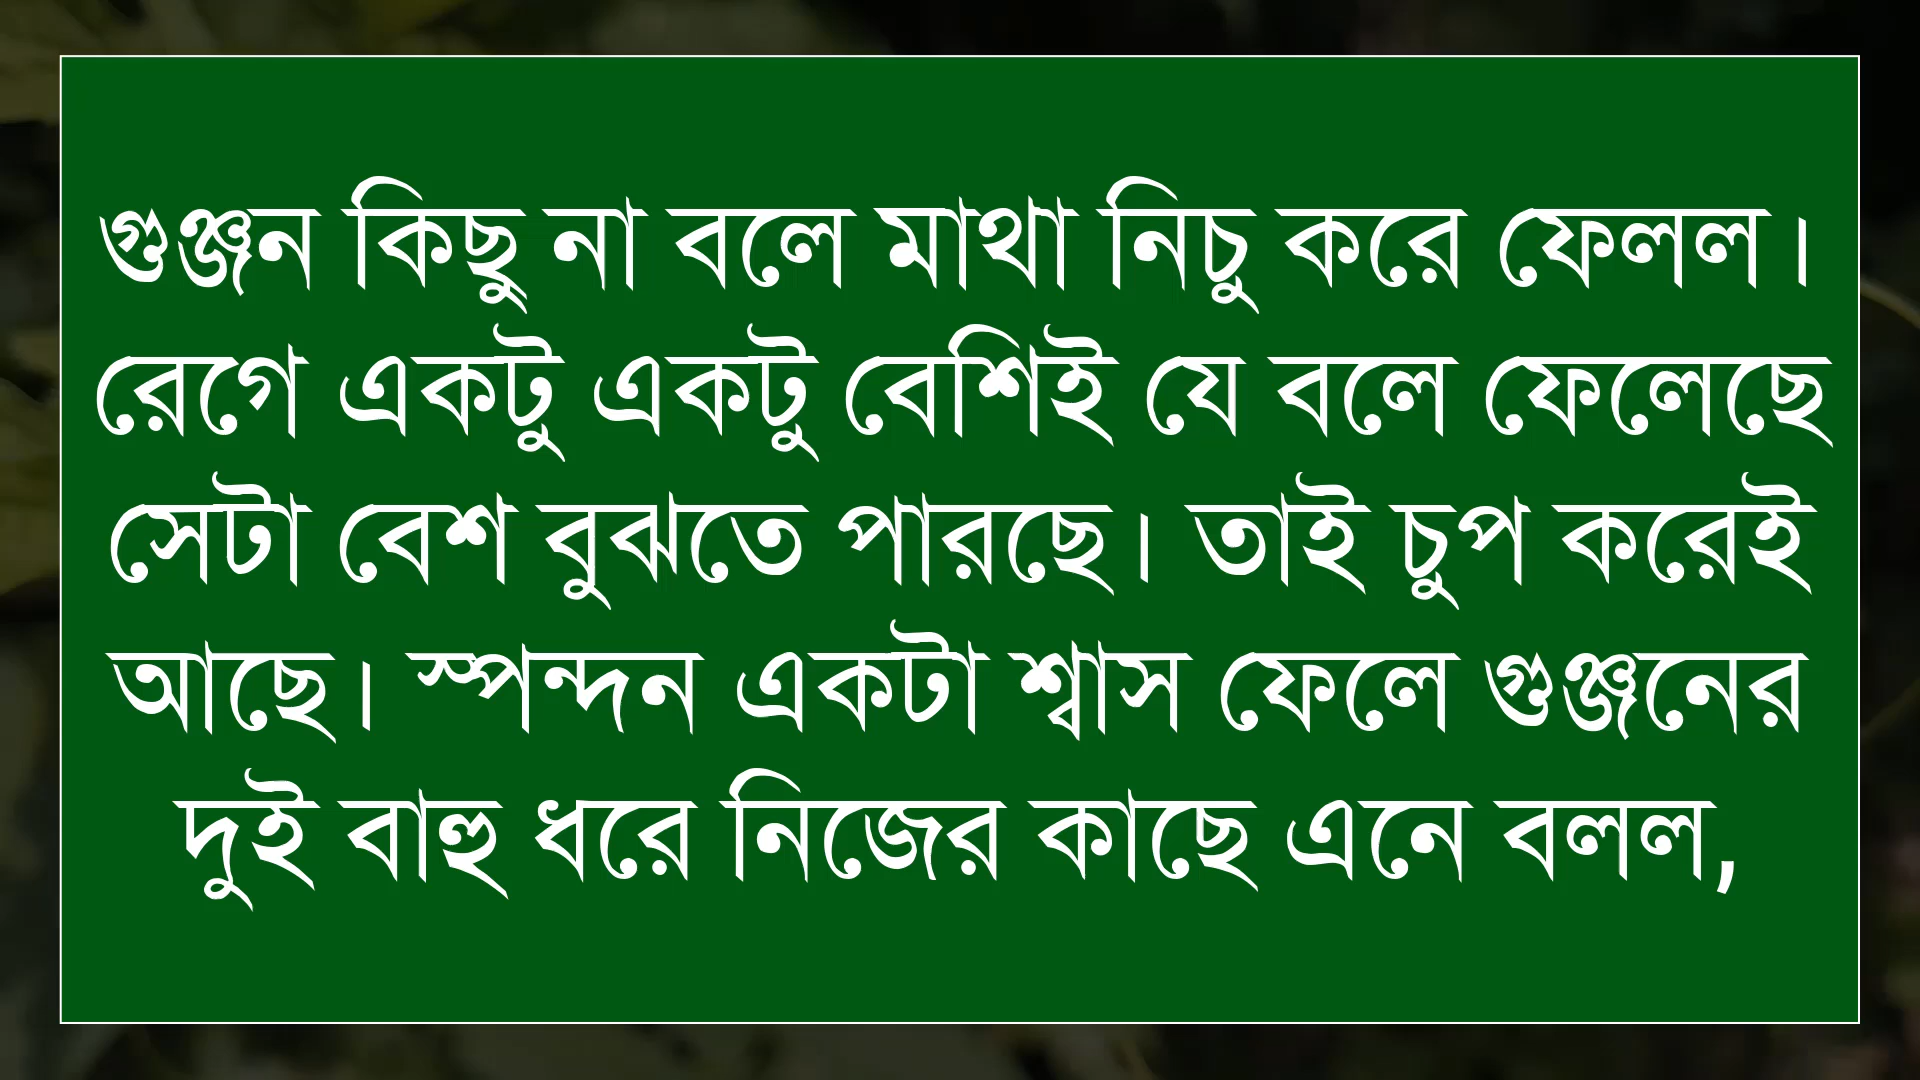 গুঞ্জন কিছু না বলে মাথা নিচু করে ফেলল।
রেগে একটু একটু বেশিই যে বলে ফেলেছে
সেটা বেশ বুঝতে পারছে। তাই চুপ করেই
আছে। স্পন্দন একটা শ্বাস ফেলে গুঞ্জনের
দুই বাহু ধরে নিজের কাছে এনে বলল,